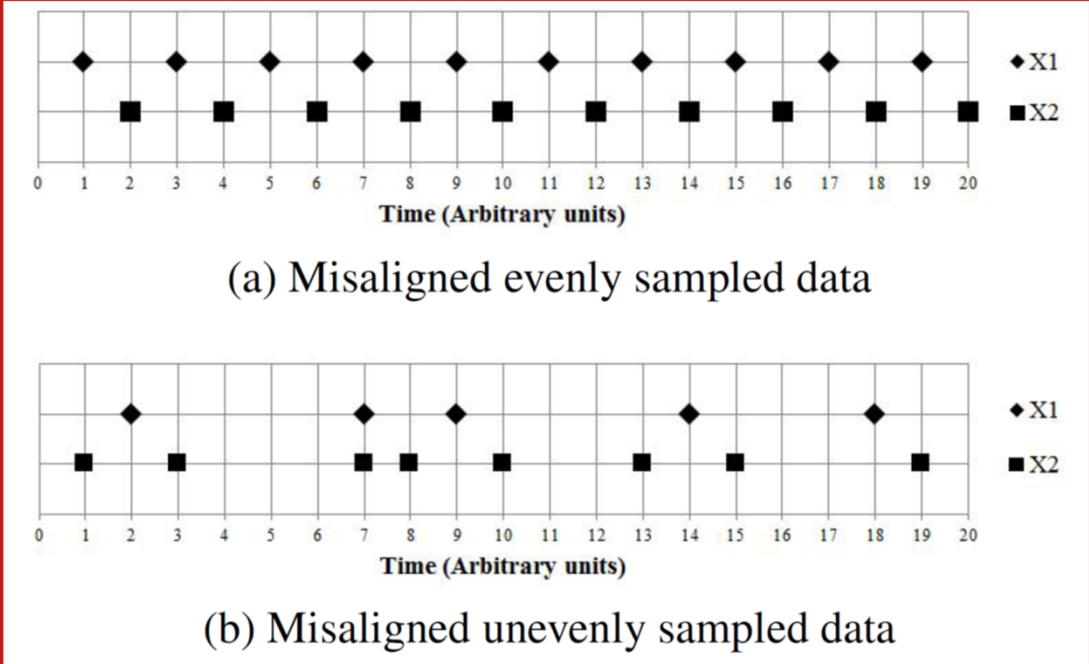 X1
X2
0 1 2 3 4 5 6 7 8 9 10 11 12 13 14 15 16 17 18 19 20
Time (Arbitrary units)
(a) Misaligned evenly sampled data
X1
X2
0 1 2 3 4 5 6 7 8 9 10 11 12 13 14 15 16 17 18 19 20
Time (Arbitrary units)
(b) Misaligned unevenly sampled data